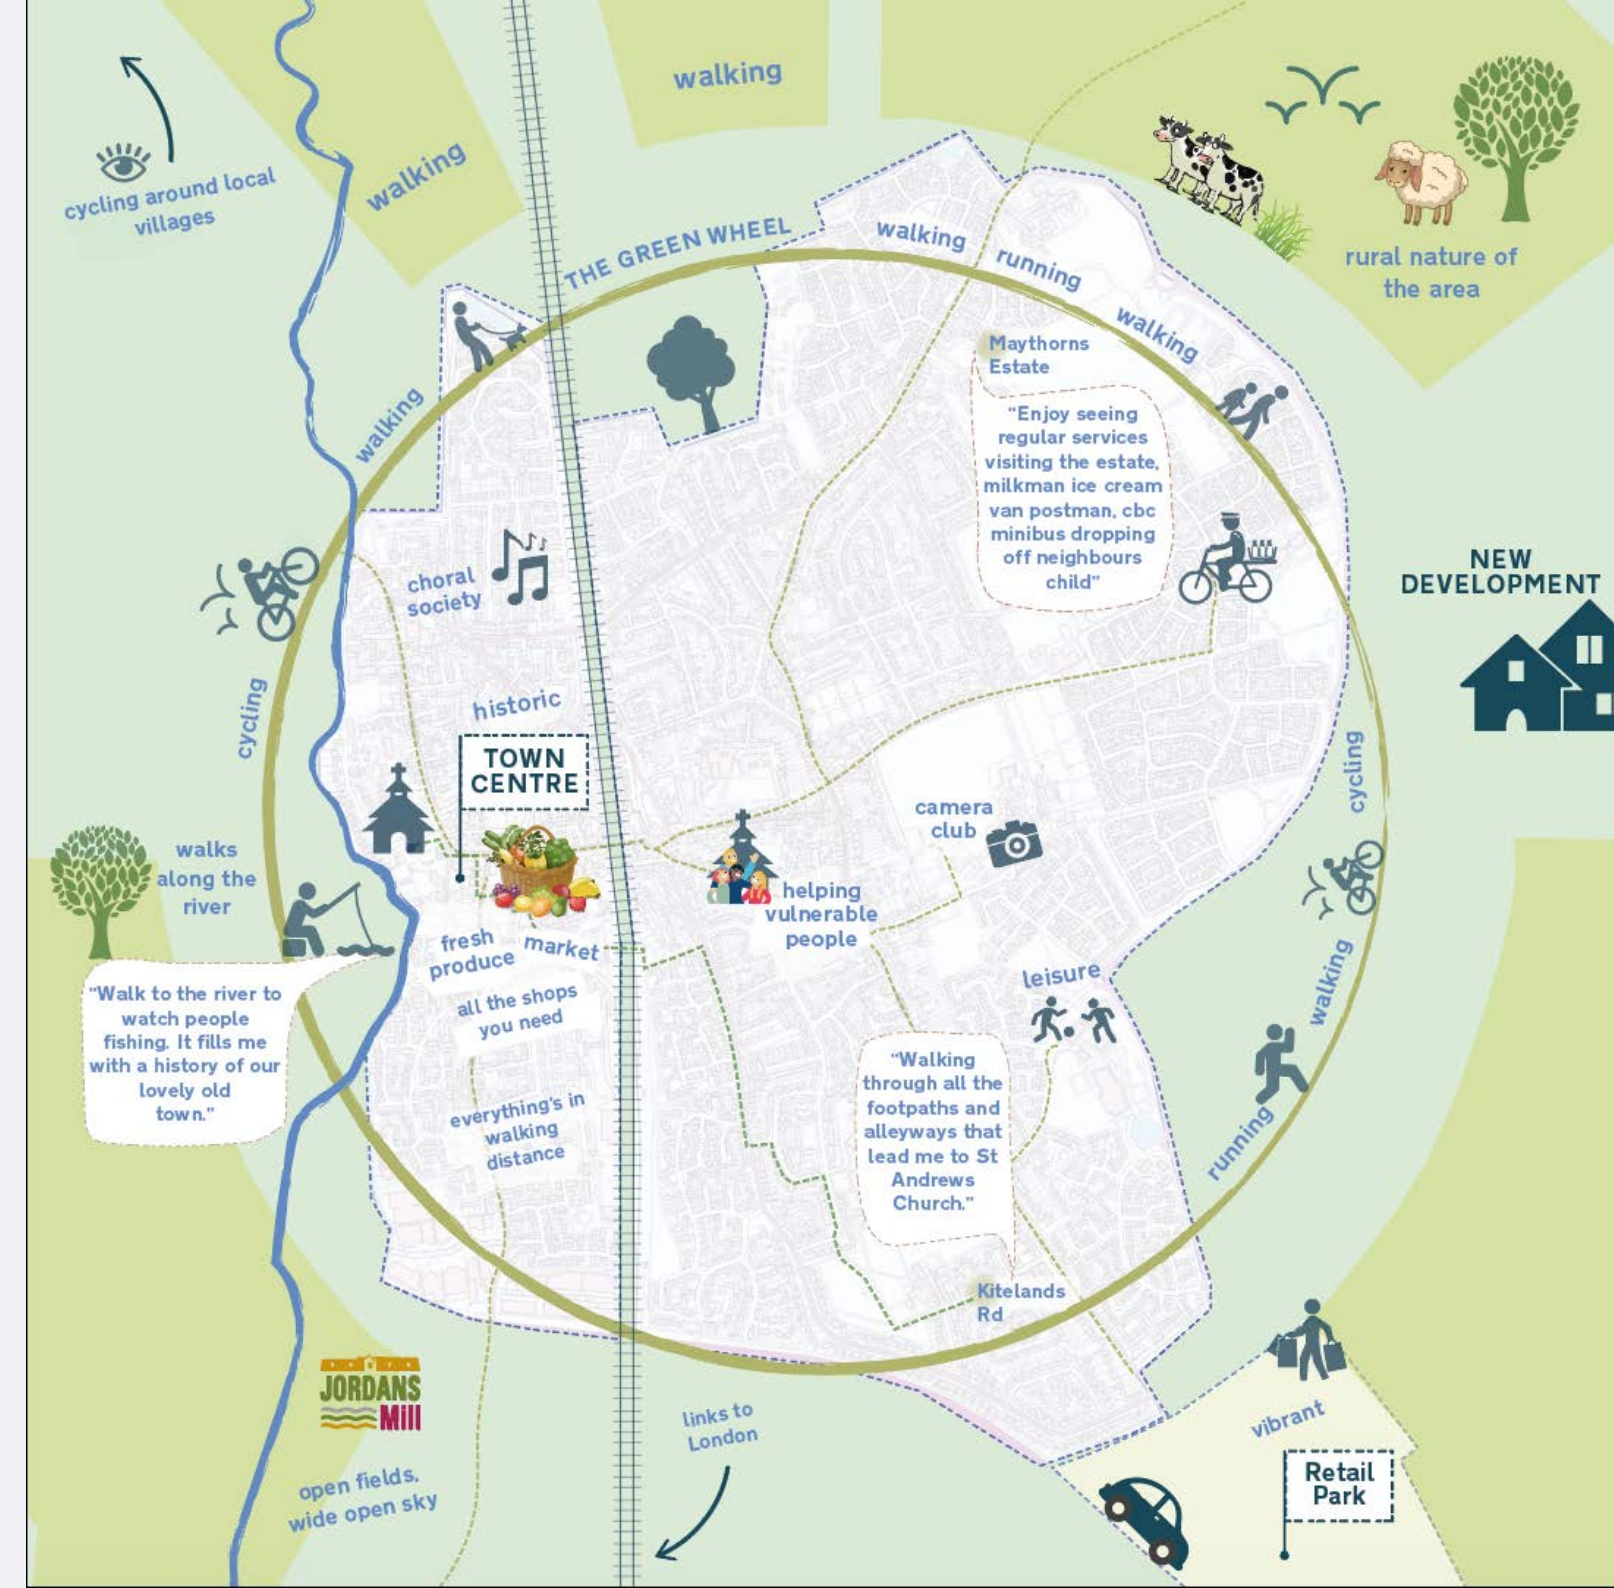 walking
walking
cycling around local
villages
THE GREEN WHEEL
walking
running
walking
rural nature of
the area
Maythorns
Estate
"Enjoy seeing
regular services
visiting the estate,
milkman ice cream
van postman, cbc
minibus dropping
off neighbours
child"
walking
choral
society
NEW
DEVELOPMENT
cycling
historic
TOWN
CENTRE
cycling
camera
club
walks
along the
river
helping
vulnerable
people
fresh
produce
market
walking
leisure
"Walk to the river to
watch people
fishing. It fills me
with a history of our
lovely old
town."
all the shops
you need
"Walking
through all the
footpaths and
alleyways that
lead me to St
Andrews
Church."
everything's in
walking
distance
running
Kitelands
Rd
JORDANS
Mill
links to
London
vibrant
Retail
Park
open fields,
wide open sky